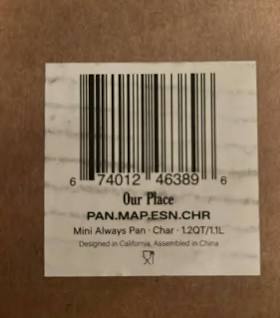 6 74012 46389 6
Our Place
PAN.MAP.ESN.CHR
Mini Always Pan · Char · 1.2QT/1.1L
Designed in California, Assembled in China